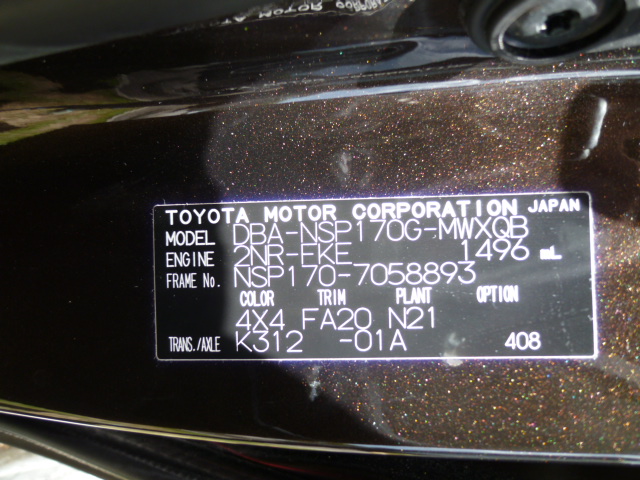 TOYOTA MOTOR CORPORATION JAPAN
MODEL DBA-NSP170G-MWXQB
ENGINE 2NR-FKE 1496 mL
FRAME No. NSP170-7058893
COLOR TRIM PLANT OPTION
4X4 FA20 N21
TRANS./AXLE K312 -01A 408